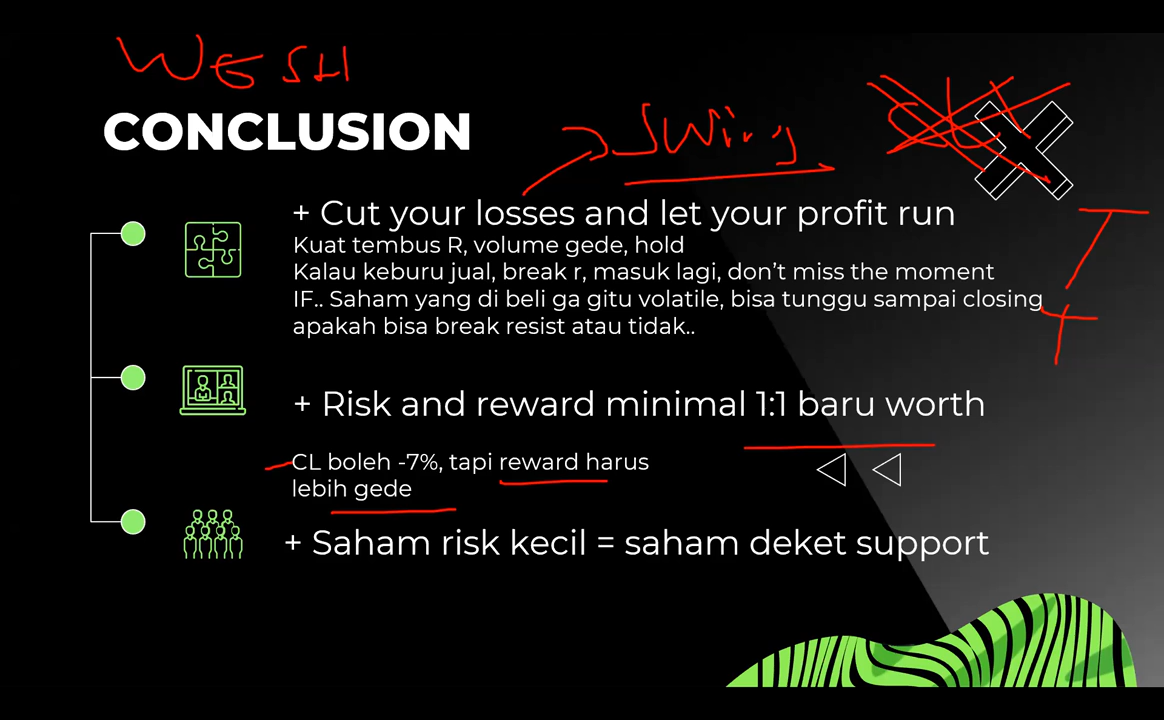 WESH
CONCLUSION
swing
+ Cut your losses and let your profit run
Kuat tembus R, volume gede, hold
Kalau keburu jual, break r, masuk lagi, don't miss the moment
IF.. Saham yang di beli ga gitu volatile, bisa tunggu sampai closing
apakah bisa break resist atau tidak..
+ Risk and reward minimal 1:1 baru worth
CL boleh -7%, tapi reward harus
lebih gede
+ Saham risk kecil = saham deket support